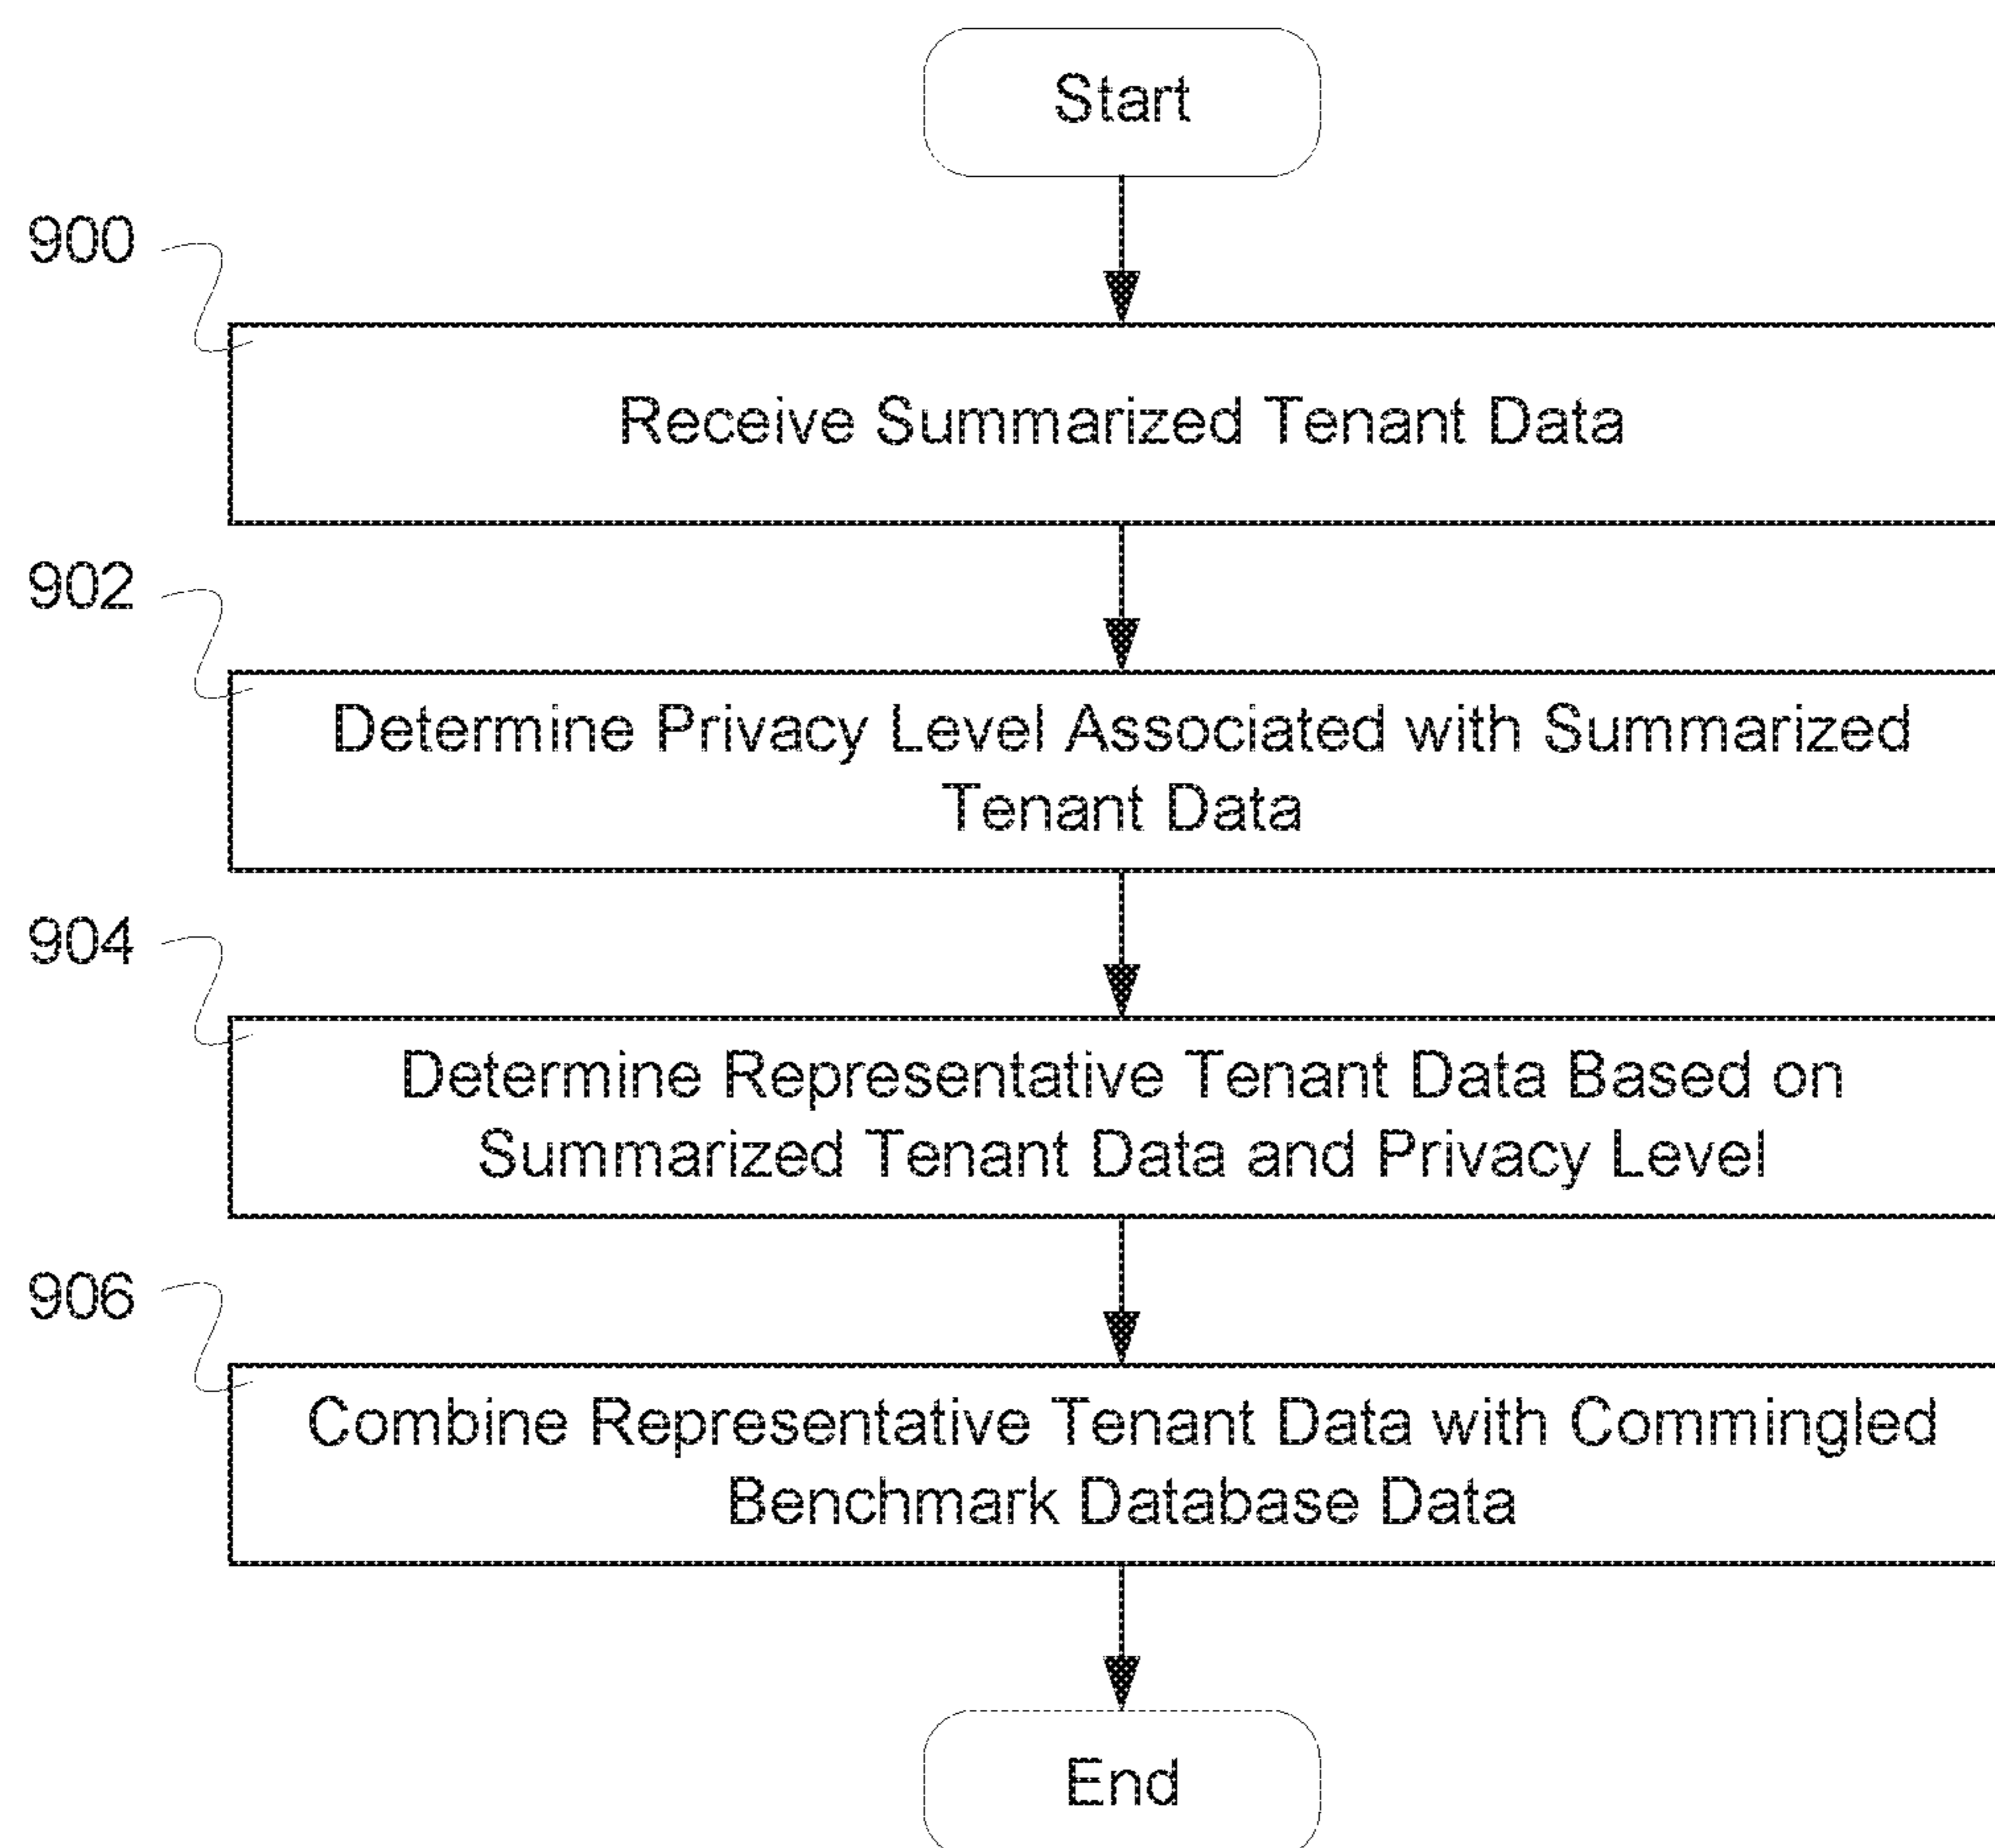 Start
900
Receive Summarized Tenant Data
902
Determine Privacy Level Associated with Summarized
Tenant Data
904
Determine Representative Tenant Data Based on
Summarized Tenant Data and Privacy Level
906
Combine Representative Tenant Data with Commingled
Benchmark Database Data
End